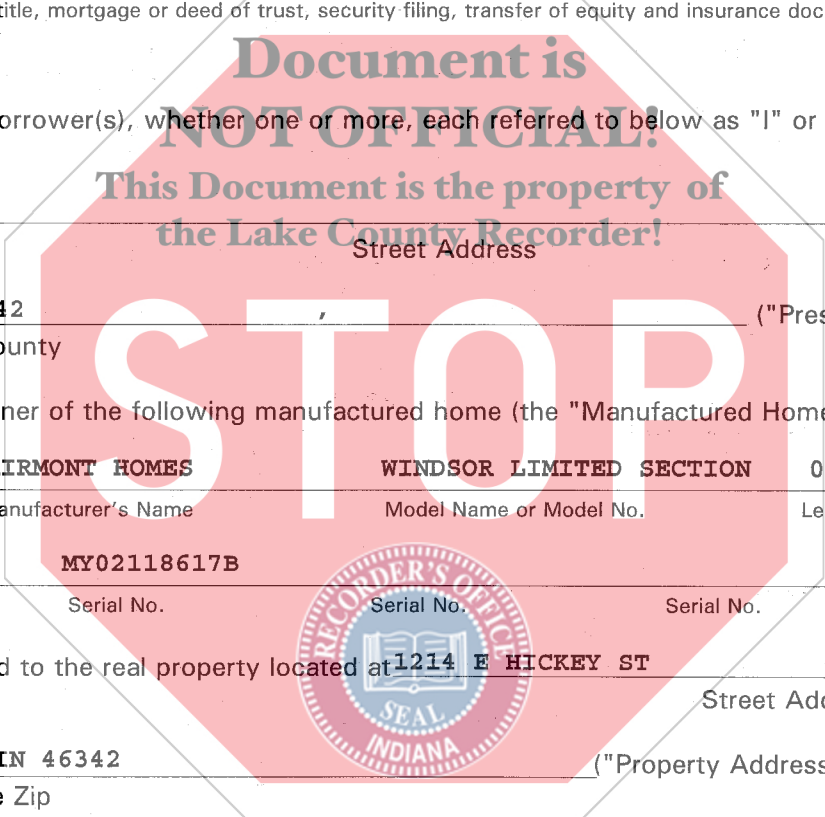 title, mortgage or deed of trust, security filing, transfer of equity and insurance doc
Document is
NOT OFFICIAL!
orrower(s), whether one or more, each referred to below as "I" or
This Document is the property of
the Lake County Recorder!
Street Address
42 , ("Pres
ounty
STOP
ner of the following manufactured home (the "Manufactured Home
IRMONT HOMES WINDSOR LIMITED SECTION 0
anufacturer's Name Model Name or Model No. Le
MY02118617B
Serial No. Serial No. Serial No.
RECORDER'S OFFICE
d to the real property located at 1214 E HICKEY ST
Street Add
SEAL
INDIANA
IN 46342 ("Property Address
e Zip